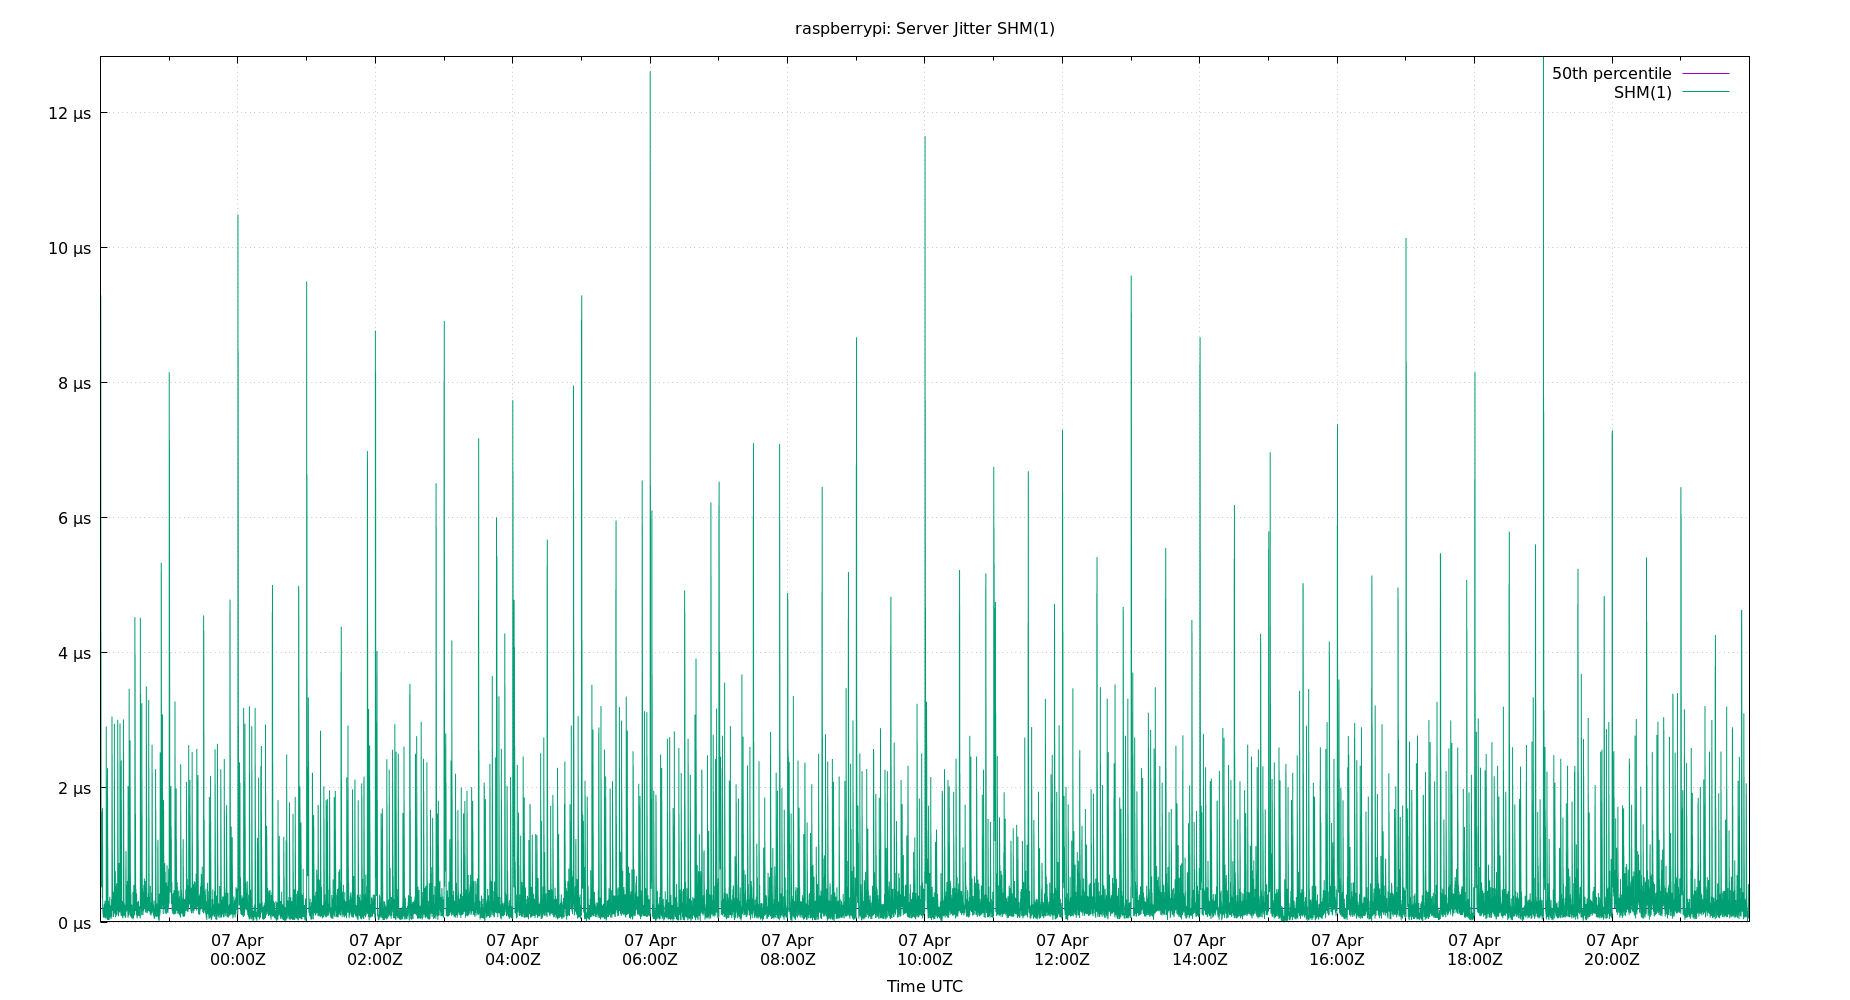 raspberrypi: Server Jitter SHM(1)
50th percentile
SHM(1)
12 µs
10 µs
8 µs
6 µs
4 µs
2 µs
0 µs
07 Apr 07 Apr 07 Apr 07 Apr 07 Apr 07 Apr 07 Apr 07 Apr 07 Apr 07 Apr 07 Apr
00:00Z 02:00Z 04:00Z 06:00Z 08:00Z 10:00Z 12:00Z 14:00Z 16:00Z 18:00Z 20:00Z
Time UTC